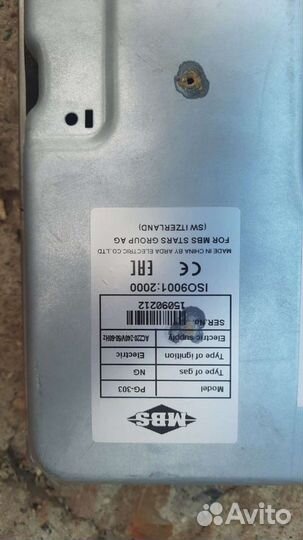 MBS
Model PG-303
Type of gas NG
Type of ignition Electric
Electric supply AC220-240V/50-60Hz
SERIAL No.
15090212
ISO9001:2000
CE EAC
MADE IN CHINA BY ARDA ELECTRIC CO.,LTD
FOR MBS STARS GROUP AG
(SW ITZERLAND)
Avito